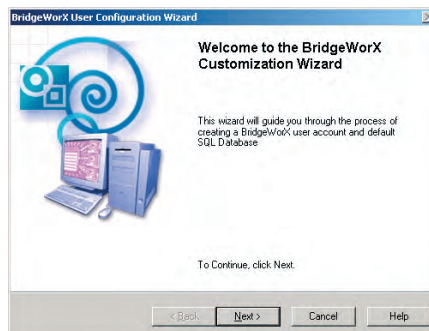 BridgeWorX User Configuration Wizard
Welcome to the BridgeWorX
Customization Wizard
This wizard will guide you through the process of
creating a BridgeWorX user account and default
SQL Database
To Continue, click Next.
< Back
Next >
Cancel
Help